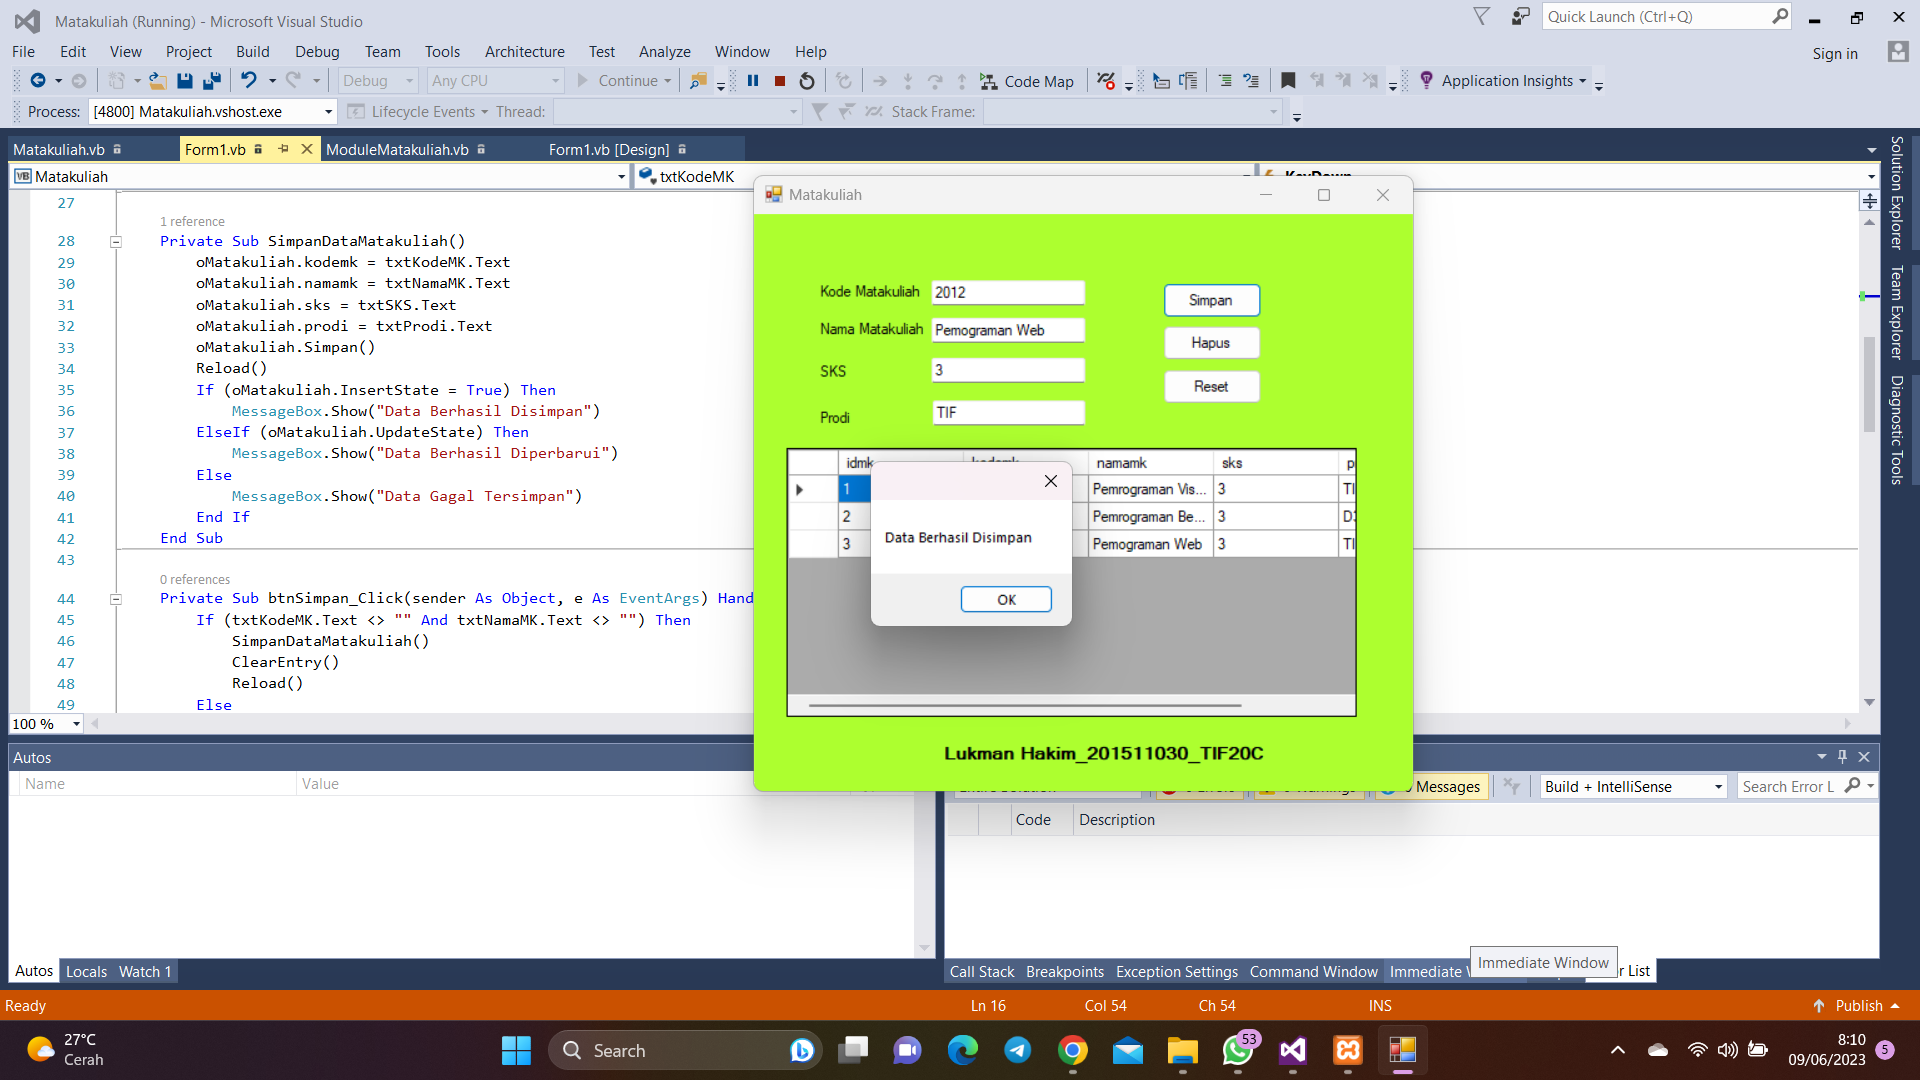 Matakuliah (Running) - Microsoft Visual Studio
Quick Launch (Ctrl+Q)
File Edit View Project Build Debug Team Tools Architecture Test Analyze Window Help
Sign in
Debug Any CPU Continue Code Map Application Insights
Process: [4800] Matakuliah.vshost.exe Lifecycle Events Thread: Stack Frame:
Matakuliah.vb Form1.vb ModuleMatakuliah.vb Form1.vb [Design]
Matakuliah txtKodeMK
27
1 reference
28 Private Sub SimpanDataMatakuliah()
29 oMatakuliah.kodemk = txtKodeMK.Text
30 oMatakuliah.namamk = txtNamaMK.Text
31 oMatakuliah.sks = txtSKS.Text
32 oMatakuliah.prodi = txtProdi.Text
33 oMatakuliah.Simpan()
34 Reload()
35 If (oMatakuliah.InsertState = True) Then
36 MessageBox.Show("Data Berhasil Disimpan")
37 ElseIf (oMatakuliah.UpdateState) Then
38 MessageBox.Show("Data Berhasil Diperbarui")
39 Else
40 MessageBox.Show("Data Gagal Tersimpan")
41 End If
42 End Sub
43
0 references
44 Private Sub btnSimpan_Click(sender As Object, e As EventArgs) Hand
45 If (txtKodeMK.Text <> "" And txtNamaMK.Text <> "") Then
46 SimpanDataMatakuliah()
47 ClearEntry()
48 Reload()
49 Else
100 %
Matakuliah
Kode Matakuliah 2012 Simpan
Nama Matakuliah Pemograman Web Hapus
SKS 3 Reset
Prodi TIF
idmk namamk sks p
1 Pemrograman Vis... 3 TI
2 Pemrograman Be... 3 D3
3 Pemograman Web 3 TI
Data Berhasil Disimpan
OK
Lukman Hakim_201511030_TIF20C
Solution Explorer
Team Explorer
Diagnostic Tools
Autos
Name Value
Messages Build + IntelliSense Search Error L
Code Description
Autos Locals Watch 1
Call Stack Breakpoints Exception Settings Command Window Immediate
Immediate Window
r List
Ready Ln 16 Col 54 Ch 54 INS Publish
27°C
Cerah
Search
53
8:10
09/06/2023
5